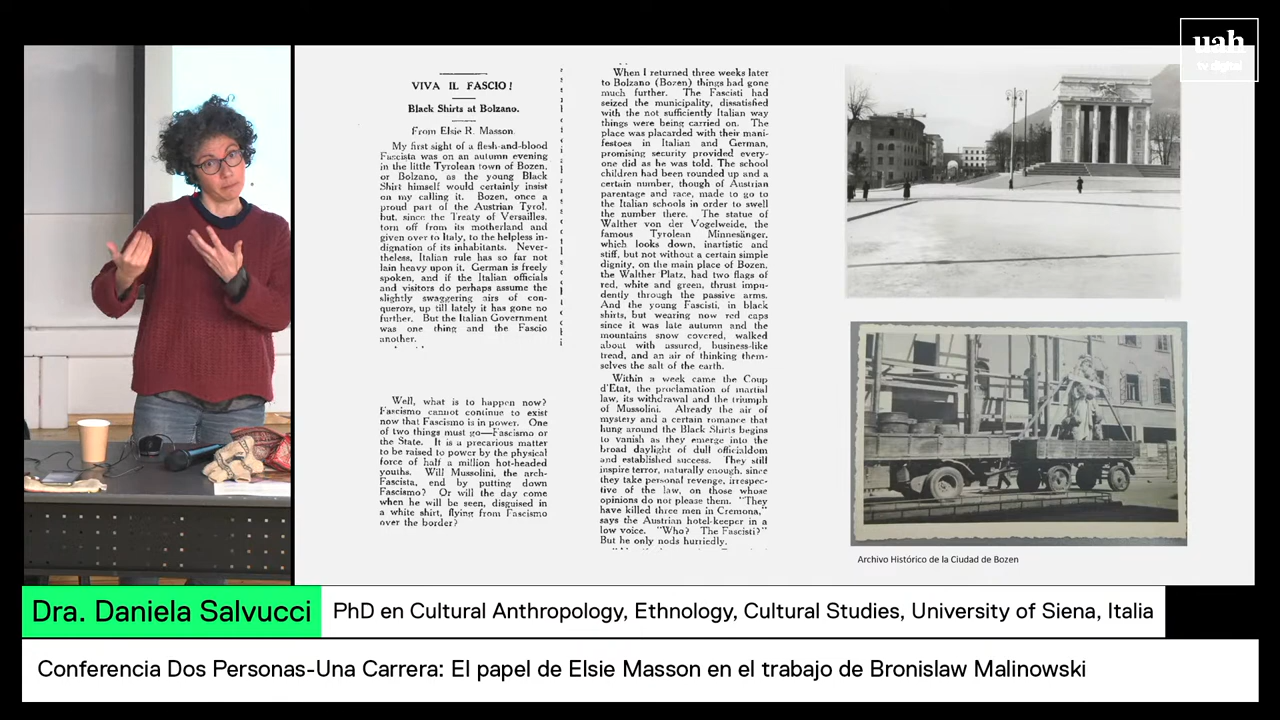 uah
tv digital
VIVA IL FASCIO!
Black Shirts at Bolzano.
From Elsie R. Masson.
My first sight of a flesh-and-blood
Fascista was on an autumn evening
in the little Tyrolean town of Bozen,
or Bolzano, as the young Black
Shirt himself would certainly insist
on my calling it. Bozen, once a
proud part of the Austrian Tyrol,
but, since the Treaty of Versailles,
torn off from its motherland and
given over to Italy, to the helpless in-
dignation of its inhabitants. Never-
theless, Italian rule has so far not
lain heavy upon it. German is freely
spoken, and if the Italian officials
and visitors do perhaps assume the
slightly swaggering airs of con-
querors, up till lately it has gone no
further. But the Italian Government
was one thing and the Fascio
another.
Well, what is to happen now?
Fascismo cannot continue to exist
now that Fascismo is in power. One
of two things must go—Fascismo or
the State. It is a precarious matter
to be raised to power by the physical
force of half a million hot-headed
youths. Will Mussolini, the arch-
Fascista, end by putting down
Fascismo? Or will the day come
when he will be seen, disguised in
a white shirt, flying from Fascismo
over the border?
When I returned three weeks later
to Bolzano (Bozen) things had gone
much further. The Fascisti had
seized the municipality, dissatisfied
with the not sufficiently Italian way
things were being carried on. The
place was placarded with their mani-
festoes in Italian and German,
promising security provided every-
one did as he was told. The school
children had been rounded up and a
certain number, though of Austrian
parentage and race, made to go to
the Italian schools in order to swell
the number there. The statue of
Walther von der Vogelweide, the
famous Tyrolean Minnesänger,
which looks down, inartistic and
stiff, but not without a certain simple
dignity, on the main place of Bozen,
the Walther Platz, had two flags of
red, white and green, thrust impu-
dently through the passive arms.
And the young Fascisti, in black
shirts, but wearing now red caps
since it was late autumn and the
mountains snow covered, walked
about with assured, business-like
tread, and an air of thinking them-
selves the salt of the earth.
Within a week came the Coup
d'Etat, the proclamation of martial
law, its withdrawal and the triumph
of Mussolini. Already the air of
mystery and a certain romance that
hung around the Black Shirts begins
to vanish as they emerge into the
broad daylight of dull officialdom
and established success. They still
inspire terror, naturally enough, since
they take personal revenge, irrespec-
tive of the law, on those whose
opinions do not please them. "They
have killed three men in Cremona,"
says the Austrian hotel-keeper in a
low voice. "Who? The Fascisti?"
But he only nods hurriedly.
Archivo Histórico de la Ciudad de Bozen
Dra. Daniela Salvucci
PhD en Cultural Anthropology, Ethnology, Cultural Studies, University of Siena, Italia
Conferencia Dos Personas-Una Carrera: El papel de Elsie Masson en el trabajo de Bronislaw Malinowski